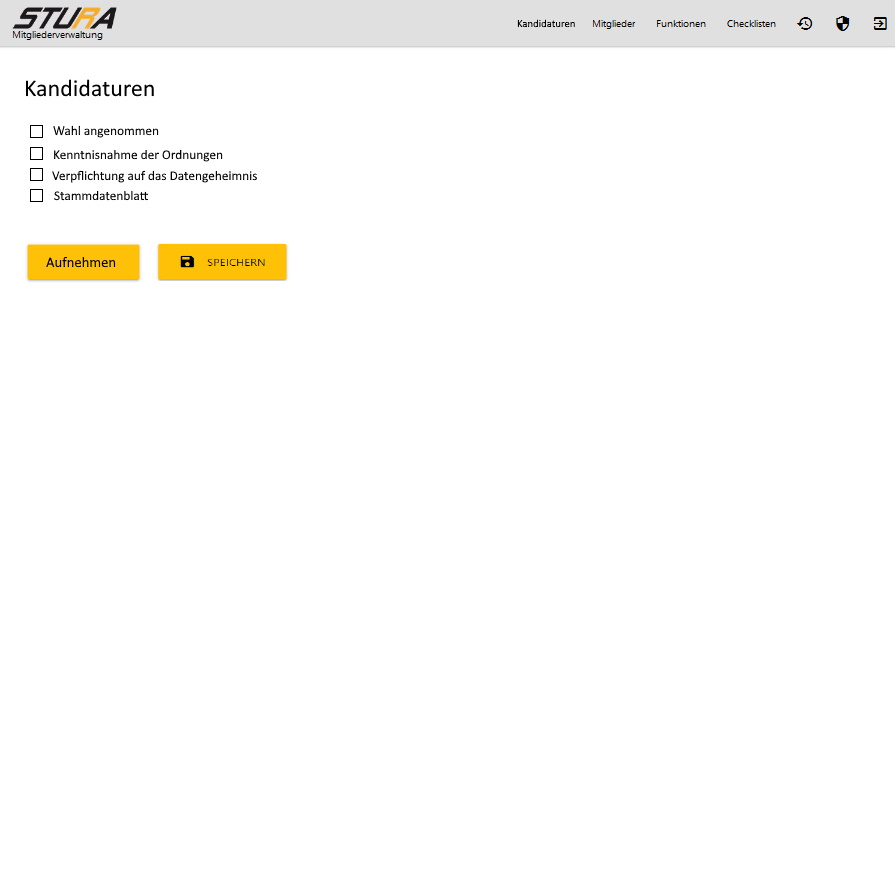 STURA
Mitgliederverwaltung
Kandidaturen Mitglieder Funktionen Checklisten
Kandidaturen
Wahl angenommen
Kenntnisnahme der Ordnungen
Verpflichtung auf das Datengeheimnis
Stammdatenblatt
Aufnehmen SPEICHERN